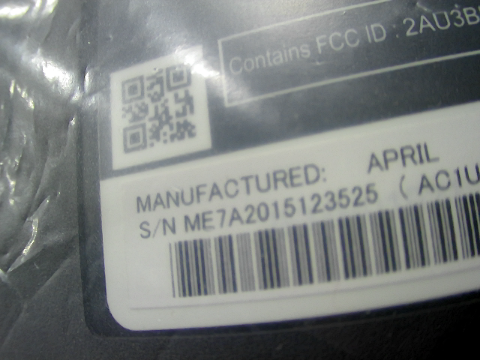 Contains FCC ID : 2AU3B
MANUFACTURED: APRIL
S/N ME7A2015123525 ( AC1U